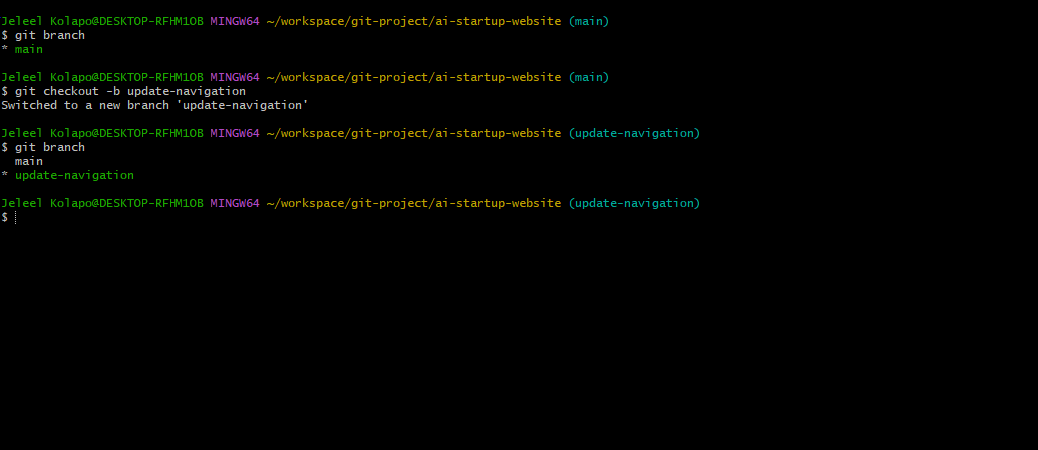 Jeleel Kolapo@DESKTOP-RFHM1OB MINGW64 ~/workspace/git-project/ai-startup-website (main)
$ git branch
* main
Jeleel Kolapo@DESKTOP-RFHM1OB MINGW64 ~/workspace/git-project/ai-startup-website (main)
$ git checkout -b update-navigation
Switched to a new branch 'update-navigation'
Jeleel Kolapo@DESKTOP-RFHM1OB MINGW64 ~/workspace/git-project/ai-startup-website (update-navigation)
$ git branch
  main
* update-navigation
Jeleel Kolapo@DESKTOP-RFHM1OB MINGW64 ~/workspace/git-project/ai-startup-website (update-navigation)
$